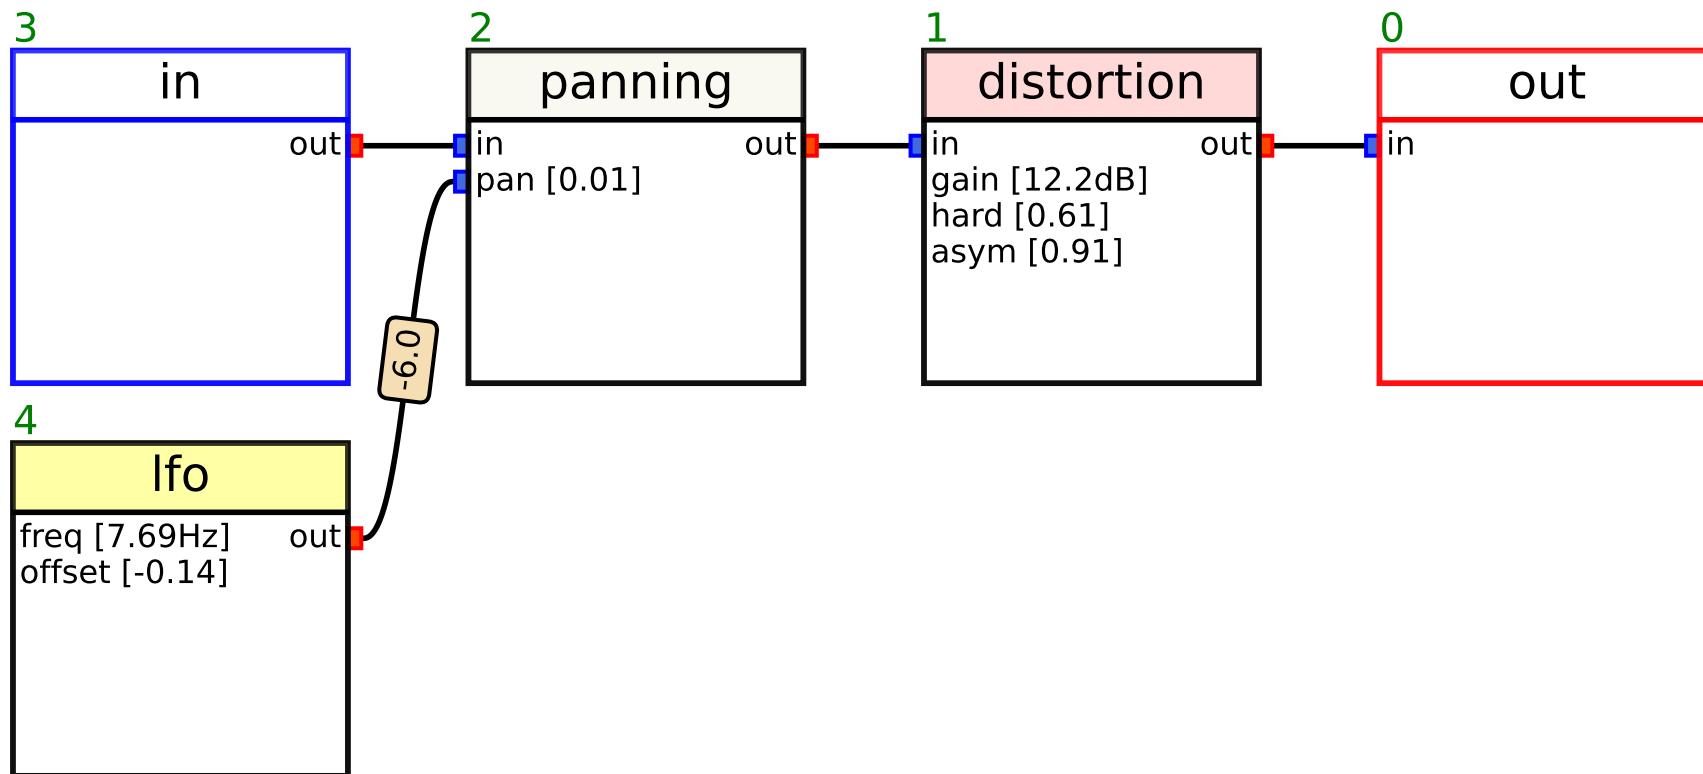 3
in
out
2
panning
in
out
pan [0.01]
1
distortion
in
out
gain [12.2dB]
hard [0.61]
asym [0.91]
0
out
in
-6.0
4
lfo
freq [7.69Hz]
out
offset [-0.14]